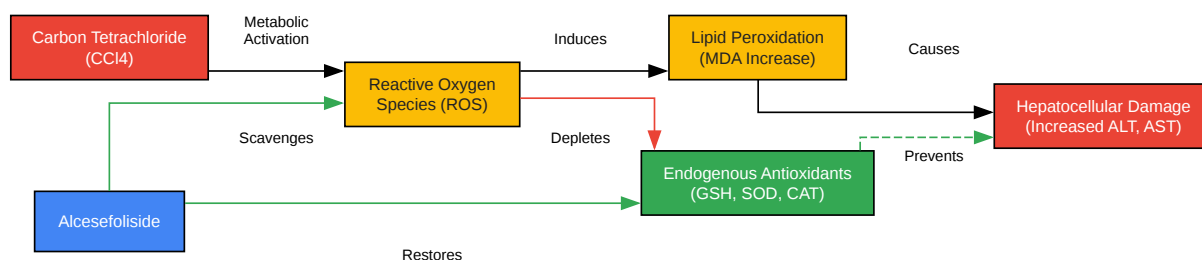 Carbon Tetrachloride
(CCl4)
Metabolic
Activation
Reactive Oxygen
Species (ROS)
Induces
Lipid Peroxidation
(MDA Increase)
Causes
Hepatocellular Damage
(Increased ALT, AST)
Scavenges
Depletes
Endogenous Antioxidants
(GSH, SOD, CAT)
Prevents
Alcesefoliside
Restores